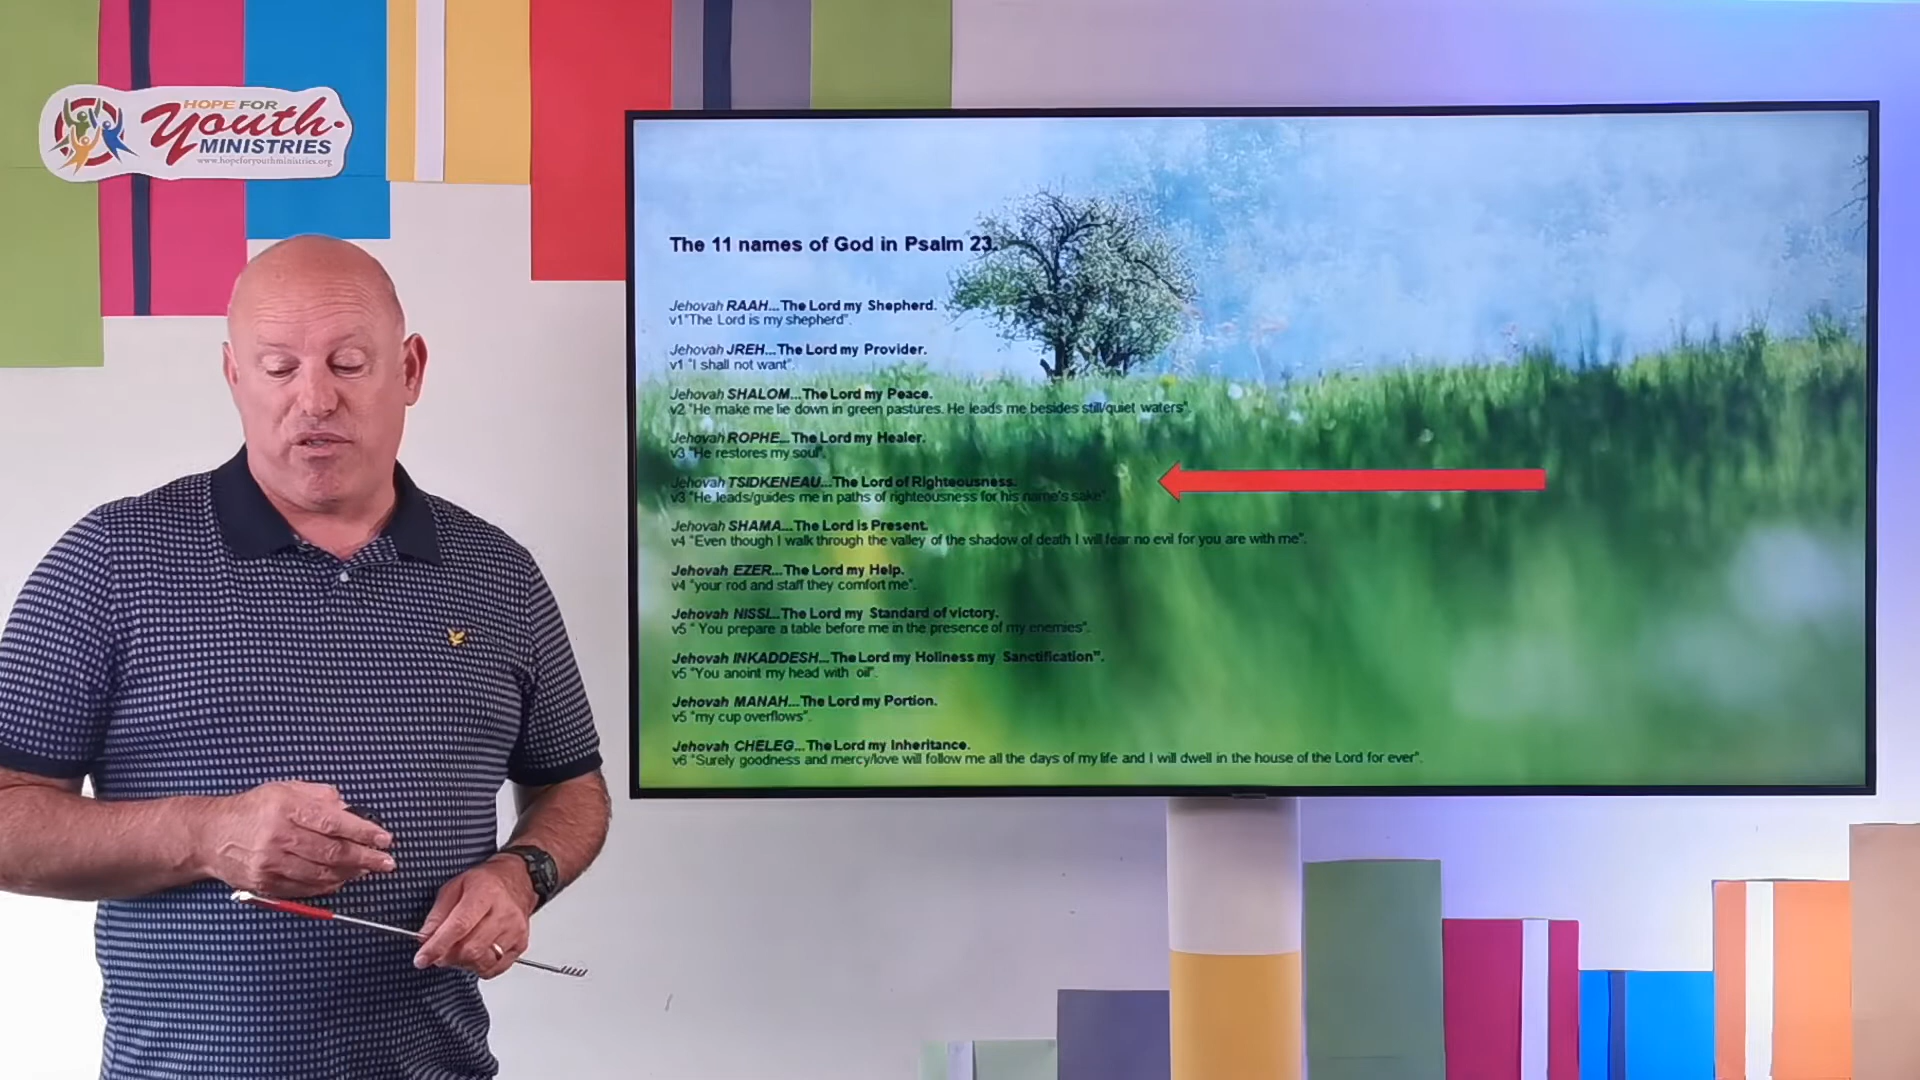 HOPE FOR
Youth
MINISTRIES
www.hopeforyouthministries.org
The 11 names of God in Psalm 23.
Jehovah RAAH...The Lord my Shepherd.
v1"The Lord is my shepherd".
Jehovah JREH...The Lord my Provider.
v1 "I shall not want".
Jehovah SHALOM...The Lord my Peace.
v2 "He make me lie down in green pastures. He leads me besides still/quiet waters".
Jehovah ROPHE...The Lord my Healer.
v3 "He restores my soul".
Jehovah TSIDKENEAU...The Lord of Righteousness.
v3 "He leads/guides me in paths of righteousness for his name's sake".
Jehovah SHAMA...The Lord is Present.
v4 "Even though I walk through the valley of the shadow of death I will fear no evil for you are with me".
Jehovah EZER...The Lord my Help.
v4 "your rod and staff they comfort me".
Jehovah NISSI...The Lord my Standard of victory.
v5 " You prepare a table before me in the presence of my enemies".
Jehovah INKADDESH...The Lord my Holiness my Sanctification".
v5 "You anoint my head with oil".
Jehovah MANAH...The Lord my Portion.
v5 "my cup overflows".
Jehovah CHELEG...The Lord my Inheritance.
v6 "Surely goodness and mercy/love will follow me all the days of my life and I will dwell in the house of the Lord for ever".